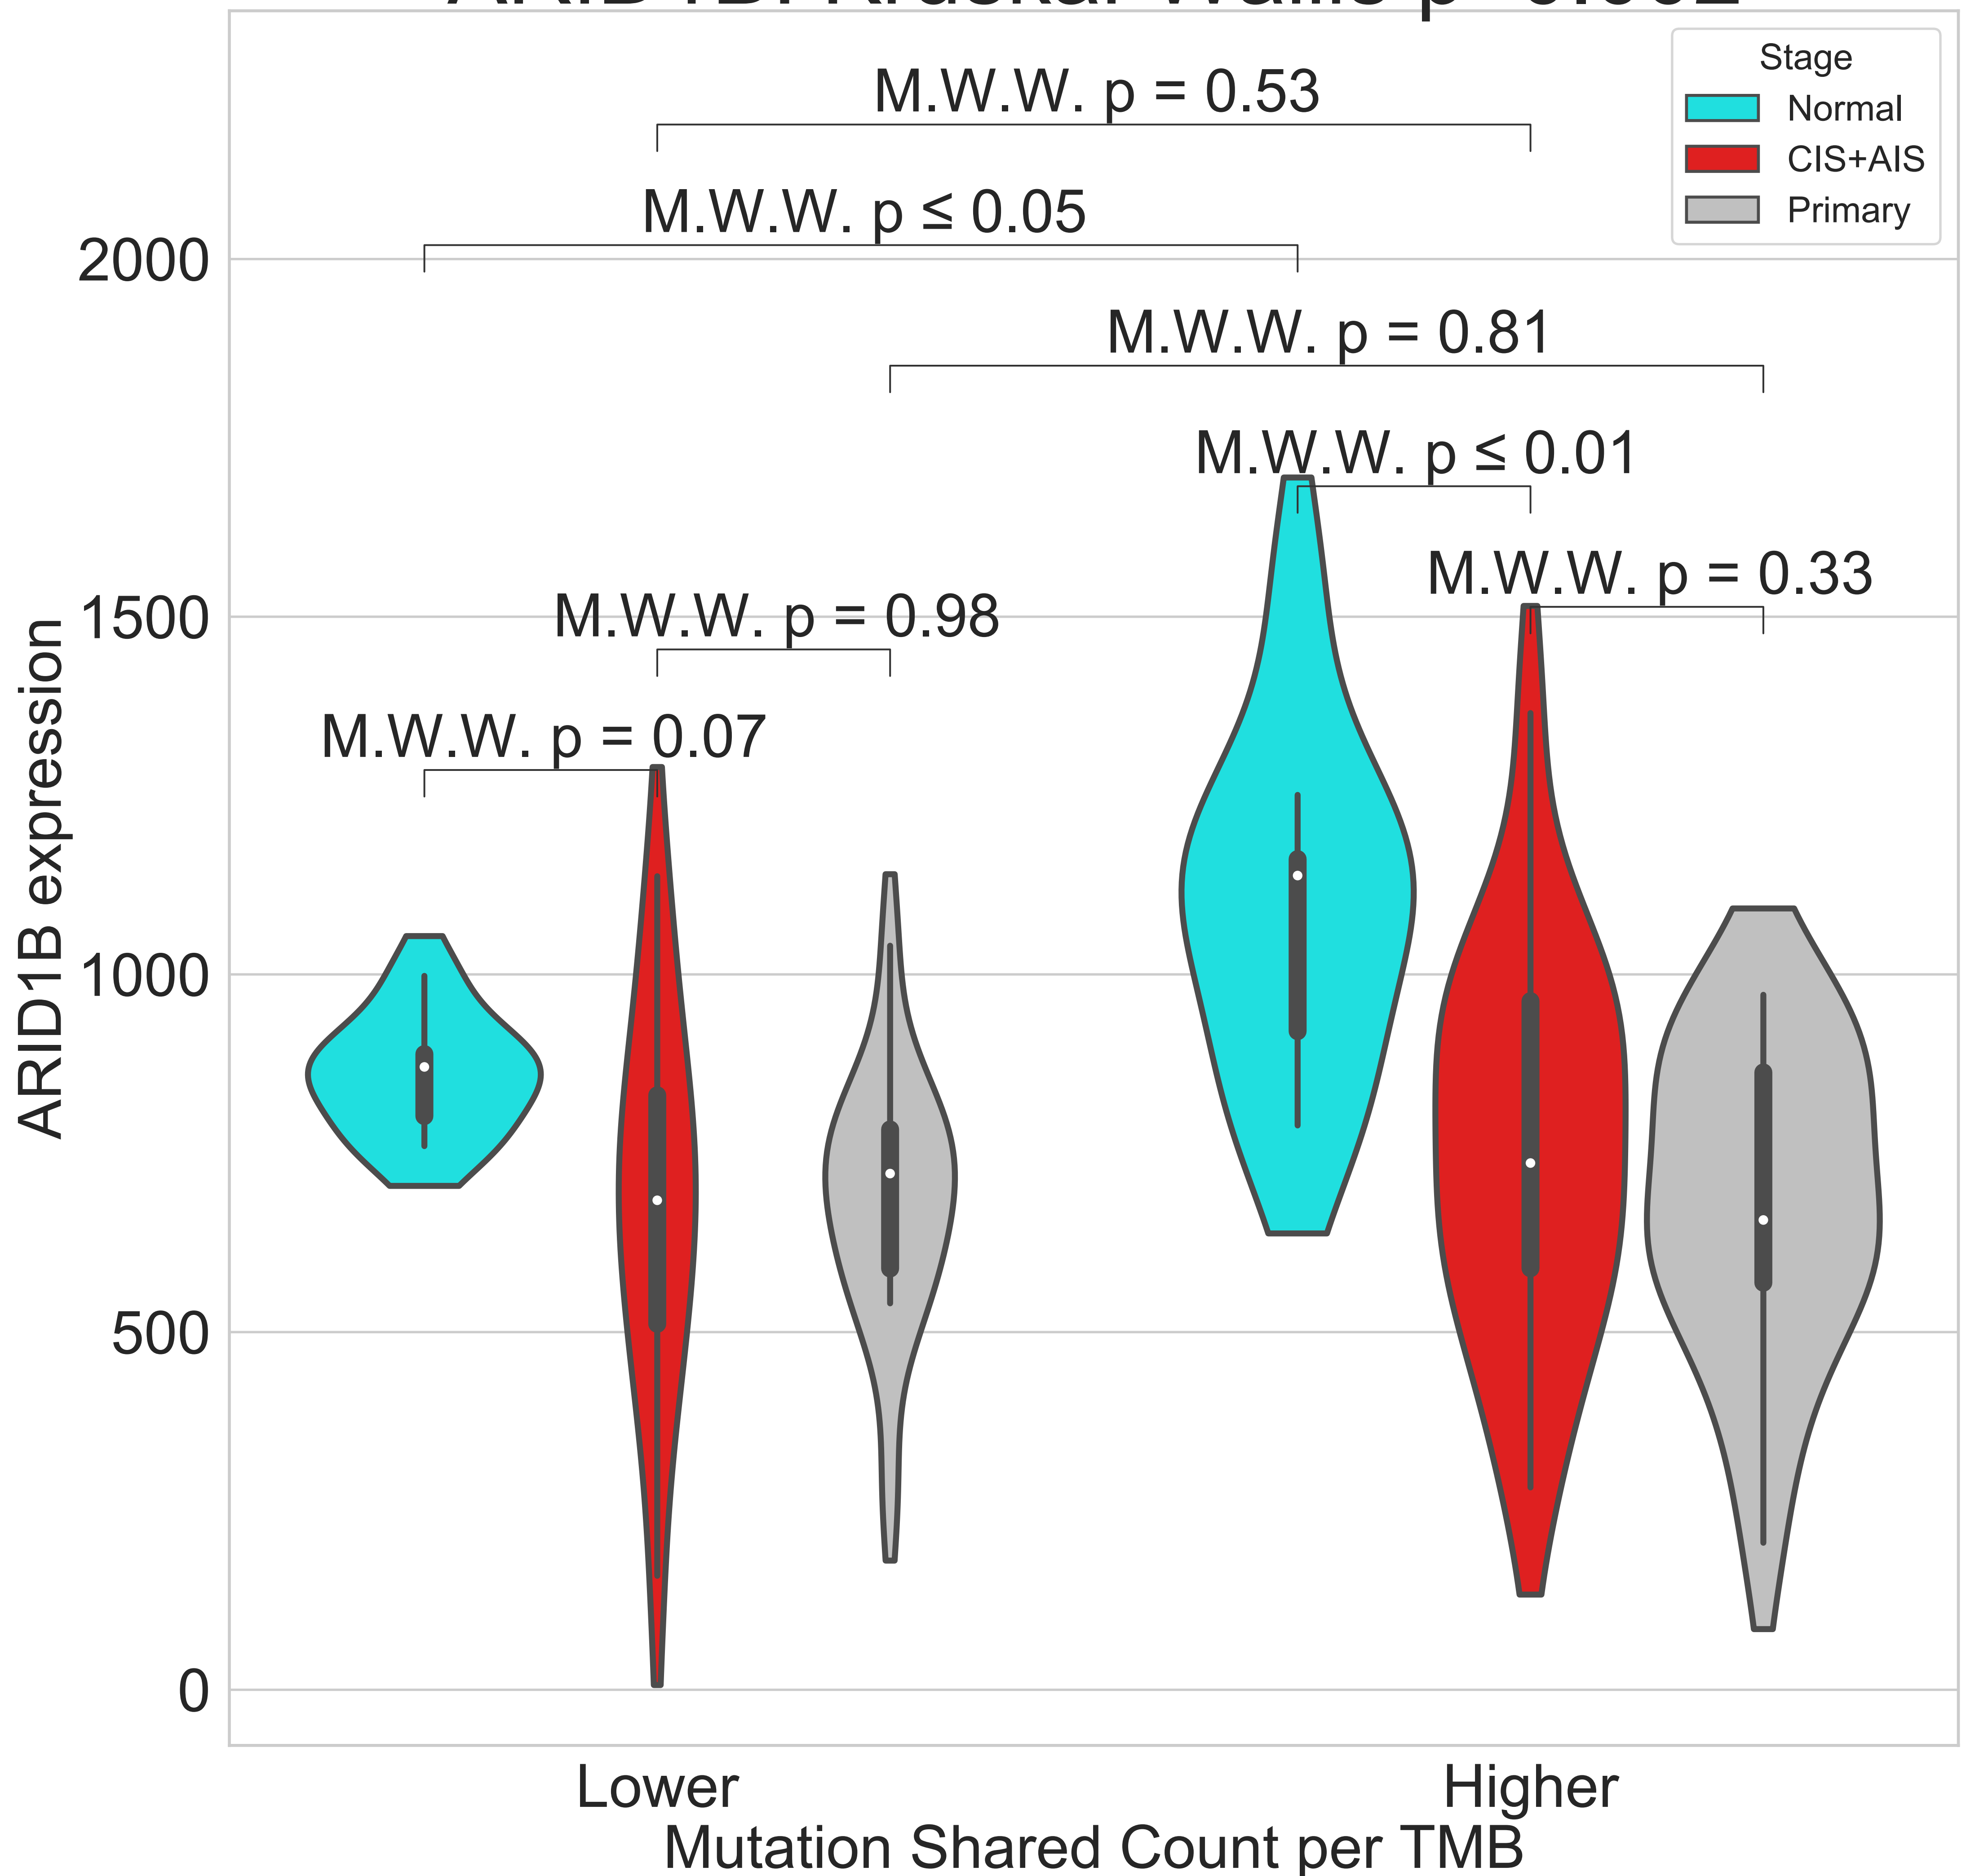 M.W.W. p = 0.53
M.W.W. p ≤ 0.05
M.W.W. p = 0.81
M.W.W. p ≤ 0.01
M.W.W. p = 0.33
M.W.W. p = 0.98
M.W.W. p = 0.07
Stage
Normal
CIS+AIS
Primary
ARID1B expression
2000
1500
1000
500
0
Lower
Higher
Mutation Shared Count per TMB